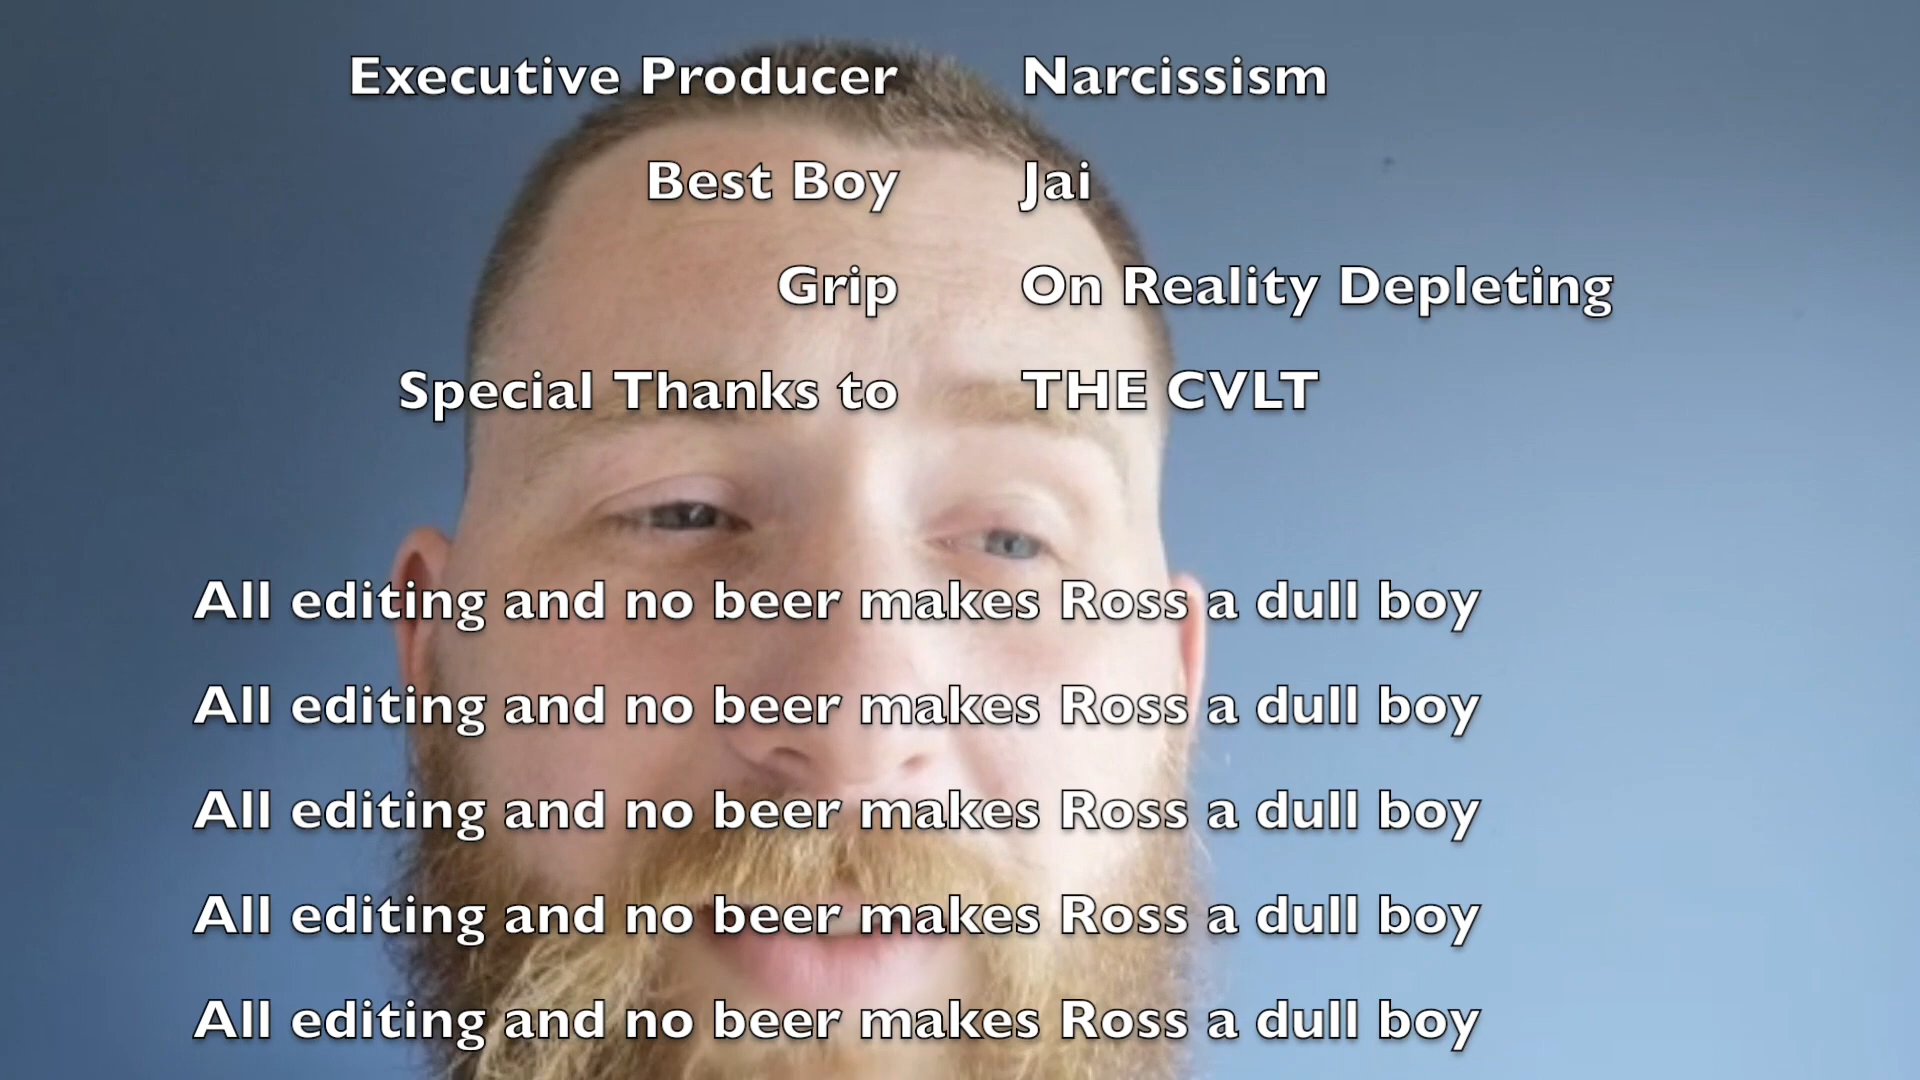 Executive Producer Narcissism
Best Boy Jai
Grip On Reality Depleting
Special Thanks to THE CVLT
All editing and no beer makes Ross a dull boy
All editing and no beer makes Ross a dull boy
All editing and no beer makes Ross a dull boy
All editing and no beer makes Ross a dull boy
All editing and no beer makes Ross a dull boy